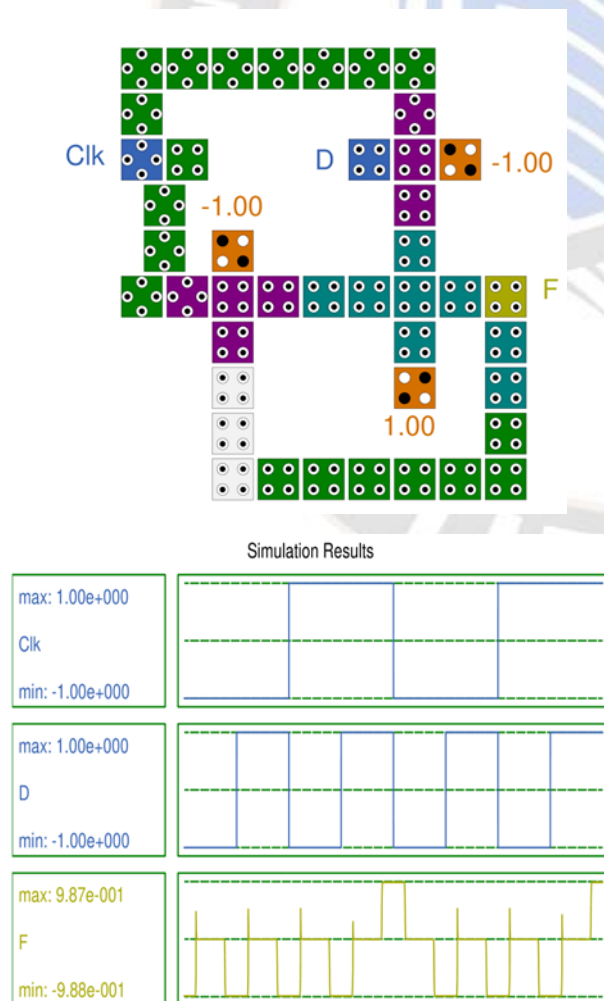 Clk
D
-1.00
-1.00
F
1.00
Simulation Results
max: 1.00e+000
Clk
min: -1.00e+000
max: 1.00e+000
D
min: -1.00e+000
max: 9.87e-001
F
min: -9.88e-001